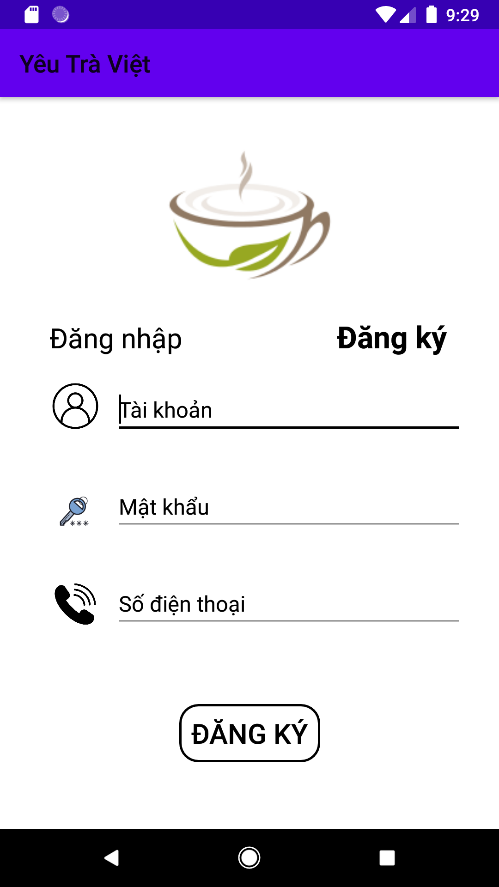 9:29
Yêu Trà Việt
Đăng nhập
Đăng ký
Tài khoản
Mật khẩu
***
Số điện thoại
ĐĂNG KÝ